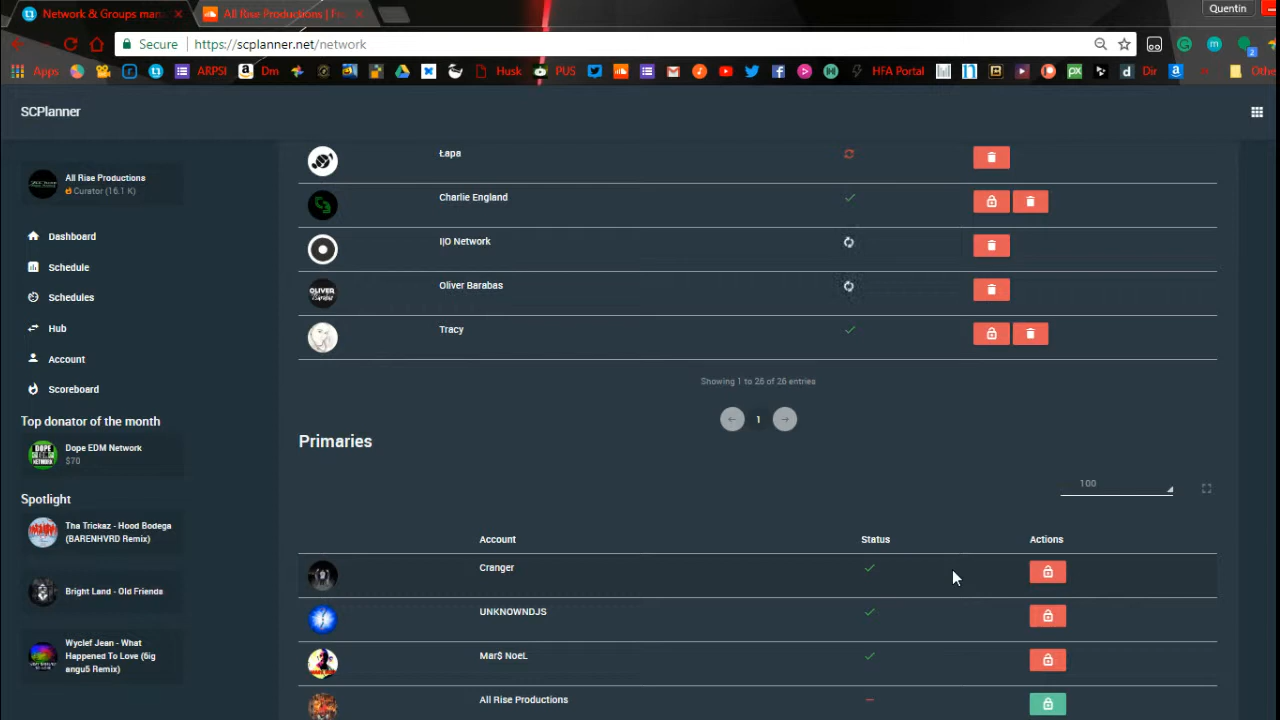 Network & Groups man
All Rise Productions | Fr
Quentin
Secure
https://scplanner.net/network
Apps
ARPSI
Dm
Husk
PUS
HFA Portal
Dir
Othe
SCPlanner
All Rise Productions
Curator (16.1 K)
Dashboard
Schedule
Schedules
Hub
Account
Scoreboard
Top donator of the month
Dope EDM Network
$70
Spotlight
Tha Trickaz - Hood Bodega
(BARENHVRD Remix)
Bright Land - Old Friends
Wyclef Jean - What
Happened To Love (6ig
angu5 Remix)
Łapa
Charlie England
I|O Network
Oliver Barabas
Tracy
Showing 1 to 26 of 26 entries
← 1 →
Primaries
100
Account Status Actions
Cranger
UNKNOWNDJS
Mar$ NoeL
All Rise Productions